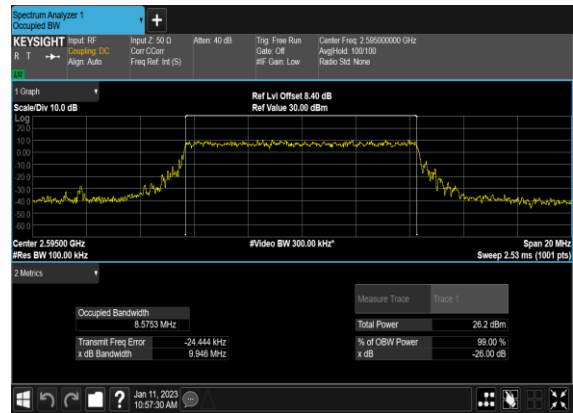 Spectrum Analyzer 1
Occupied BW
+
KEYSIGHT Input: RF Input Z: 50 Ω Atten: 40 dB Trig: Free Run Center Freq: 2.595000000 GHz
R T Coupling: DC Corr CCorr Gate: Off Avg|Hold: 100/100
Align: Auto Freq Ref: Int (S) #IF Gain: Low Radio Std: None
LXI
1 Graph
Ref Lvl Offset 8.40 dB
Scale/Div 10.0 dB Ref Value 30.00 dBm
Log
20.0
10.0
0.00
-10.0
-20.0
-30.0
-40.0
-50.0
-60.0
Center 2.59500 GHz #Video BW 300.00 kHz* Span 20 MHz
#Res BW 100.00 kHz Sweep 2.53 ms (1001 pts)
2 Metrics
Measure Trace Trace 1
Occupied Bandwidth
8.5753 MHz Total Power 26.2 dBm
Transmit Freq Error -24.444 kHz % of OBW Power 99.00 %
x dB Bandwidth 9.946 MHz x dB -26.00 dB
? Jan 11, 2023
10:57:30 AM